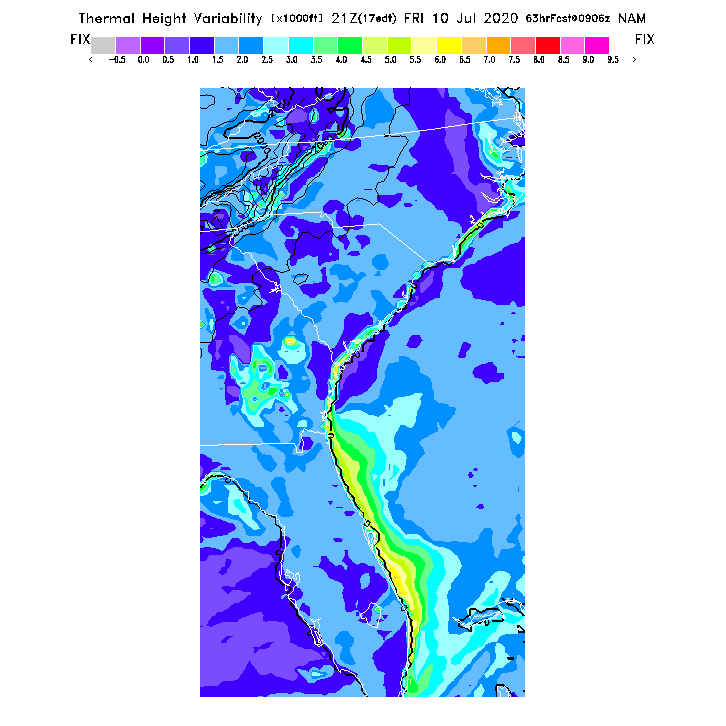 Thermal Height Variability [x1000ft] 21Z(17edt) FRI 10 Jul 2020 63hrFcst@0906z NAM
FIX FIX
< -0.5 0.0 0.5 1.0 1.5 2.0 2.5 3.0 3.5 4.0 4.5 5.0 5.5 6.0 6.5 7.0 7.5 8.0 8.5 9.0 9.5 >